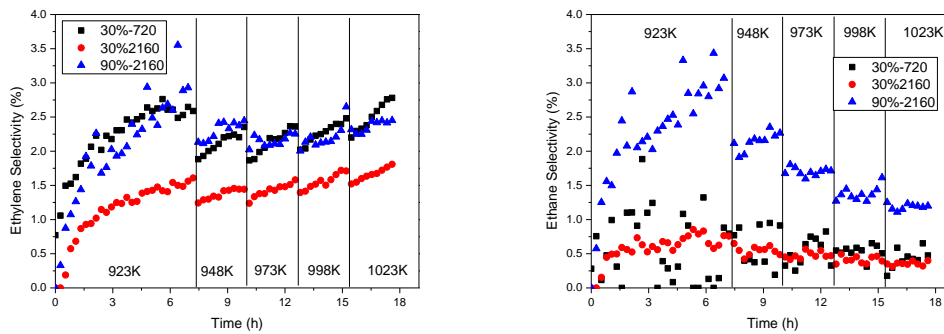 4.0
3.5
3.0
2.5
2.0
1.5
1.0
0.5
0.0
Ethylene Selectivity (%)
30%-720
30%2160
90%-2160
923K
948K
973K
998K
1023K
0
3
6
9
12
15
18
Time (h)
4.0
3.5
3.0
2.5
2.0
1.5
1.0
0.5
0.0
Ethane Selectivity (%)
923K
948K
973K
998K
1023K
30%-720
30%2160
90%-2160
0
3
6
9
12
15
18
Time (h)